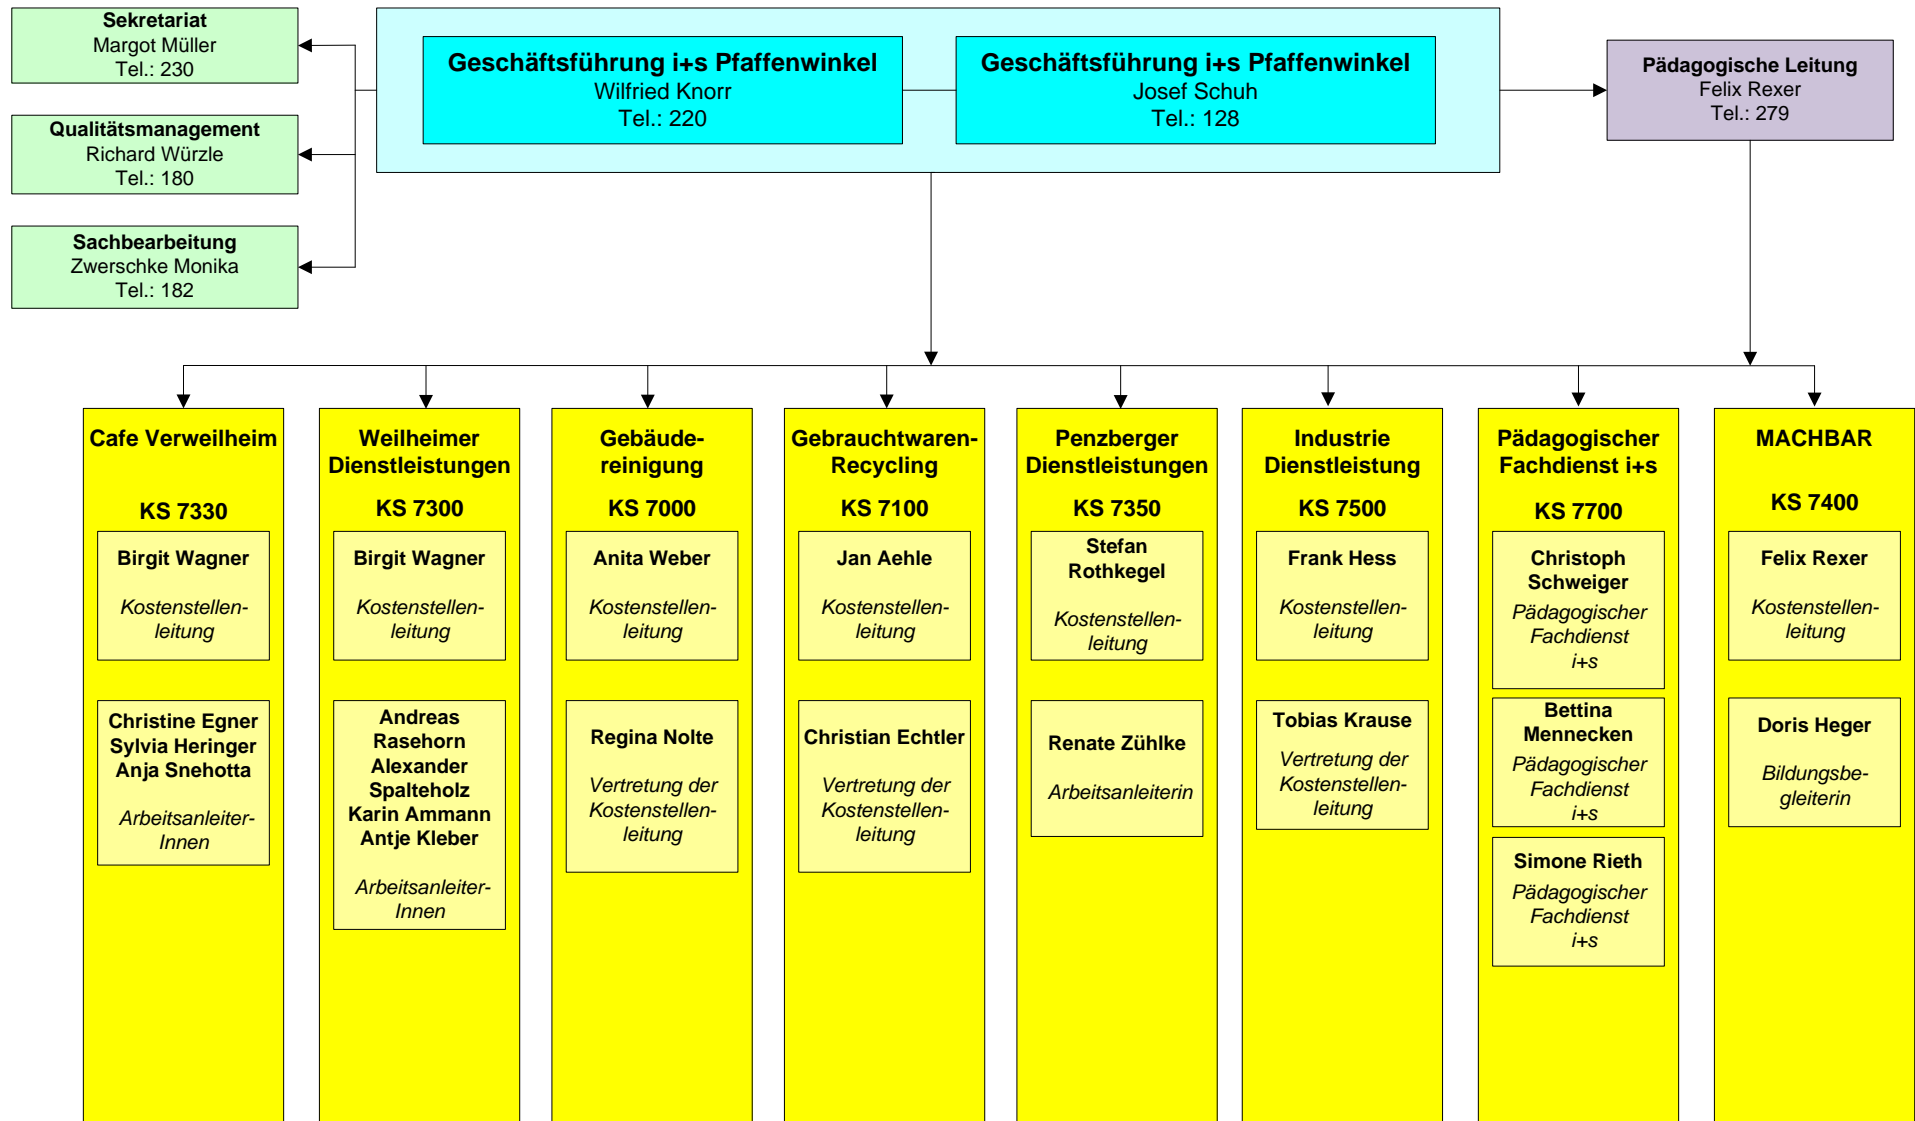 Sekretariat
Margot Müller
Tel.: 230
Qualitätsmanagement
Richard Würzle
Tel.: 180
Sachbearbeitung
Zwerschke Monika
Tel.: 182
Geschäftsführung i+s Pfaffenwinkel
Wilfried Knorr
Tel.: 220
Geschäftsführung i+s Pfaffenwinkel
Josef Schuh
Tel.: 128
Pädagogische Leitung
Felix Rexer
Tel.: 279
Cafe Verweilheim
KS 7330
Birgit Wagner
Kostenstellen-
leitung
Christine Egner
Sylvia Heringer
Anja Snehotta
Arbeitsanleiter-
Innen
Weilheimer
Dienstleistungen
KS 7300
Birgit Wagner
Kostenstellen-
leitung
Andreas
Rasehorn
Alexander
Spalteholz
Karin Ammann
Antje Kleber
Arbeitsanleiter-
Innen
Gebäude-
reinigung
KS 7000
Anita Weber
Kostenstellen-
leitung
Regina Nolte
Vertretung der
Kostenstellen-
leitung
Gebrauchtwaren-
Recycling
KS 7100
Jan Aehle
Kostenstellen-
leitung
Christian Echtler
Vertretung der
Kostenstellen-
leitung
Penzberger
Dienstleistungen
KS 7350
Stefan
Rothkegel
Kostenstellen-
leitung
Renate Zühlke
Arbeitsanleiterin
Industrie
Dienstleistung
KS 7500
Frank Hess
Kostenstellen-
leitung
Tobias Krause
Vertretung der
Kostenstellen-
leitung
Pädagogischer
Fachdienst i+s
KS 7700
Christoph
Schweiger
Pädagogischer
Fachdienst
i+s
Bettina
Mennecken
Pädagogischer
Fachdienst
i+s
Simone Rieth
Pädagogischer
Fachdienst
i+s
MACHBAR
KS 7400
Felix Rexer
Kostenstellen-
leitung
Doris Heger
Bildungsbe-
gleiterin